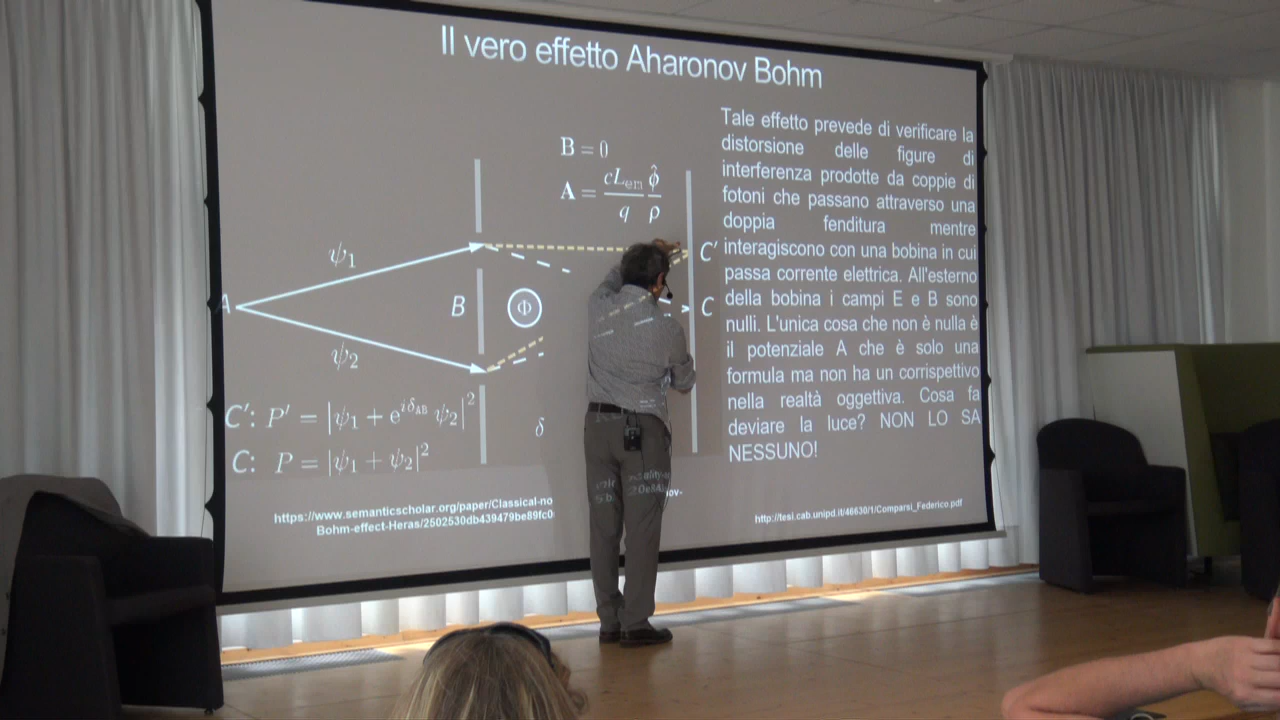 Il vero effetto Aharonov Bohm
B = 0
A = cL_em/q φ̂/ρ
ψ₁
A
B
Φ
C'
C
ψ₂
C': P' = |ψ₁ + e^{iδ_AB} ψ₂|²
C: P = |ψ₁ + ψ₂|²
δ
https://www.semanticscholar.org/paper/Classical-no
Bohm-effect-Heras/2502530db439479be89fc0
Tale effetto prevede di verificare la
distorsione delle figure di
interferenza prodotte da coppie di
fotoni che passano attraverso una
doppia fenditura mentre
interagiscono con una bobina in cui
passa corrente elettrica. All'esterno
della bobina i campi E e B sono
nulli. L'unica cosa che non è nulla è
il potenziale A che è solo una
formula ma non ha un corrispettivo
nella realtà oggettiva. Cosa fa
deviare la luce? NON LO SA
NESSUNO!
http://tesi.cab.unipd.it/46630/1/Comparsi_Federico.pdf